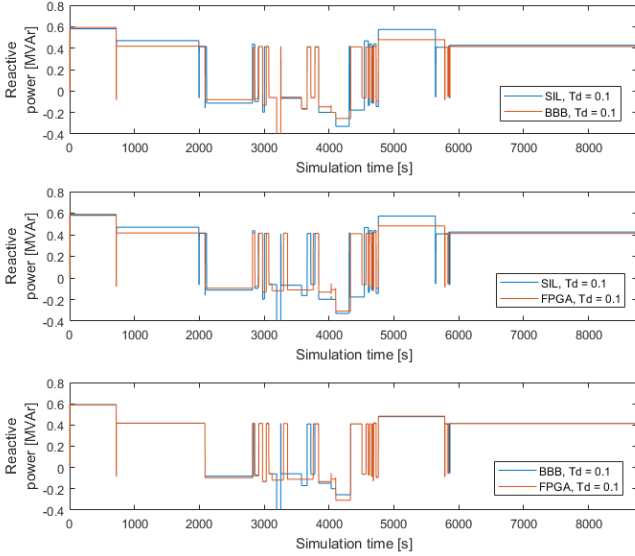 0.8
0.6
0.4
0.2
0
-0.2
-0.4
Reactive
power [MVAr]
SIL, Td = 0.1
BBB, Td = 0.1
0 1000 2000 3000 4000 5000 6000 7000 8000
Simulation time [s]
0.8
0.6
0.4
0.2
0
-0.2
-0.4
Reactive
power [MVAr]
SIL, Td = 0.1
FPGA, Td = 0.1
0 1000 2000 3000 4000 5000 6000 7000 8000
Simulation time [s]
0.8
0.6
0.4
0.2
0
-0.2
-0.4
Reactive
power [MVAr]
BBB, Td = 0.1
FPGA, Td = 0.1
0 1000 2000 3000 4000 5000 6000 7000 8000
Simulation time [s]